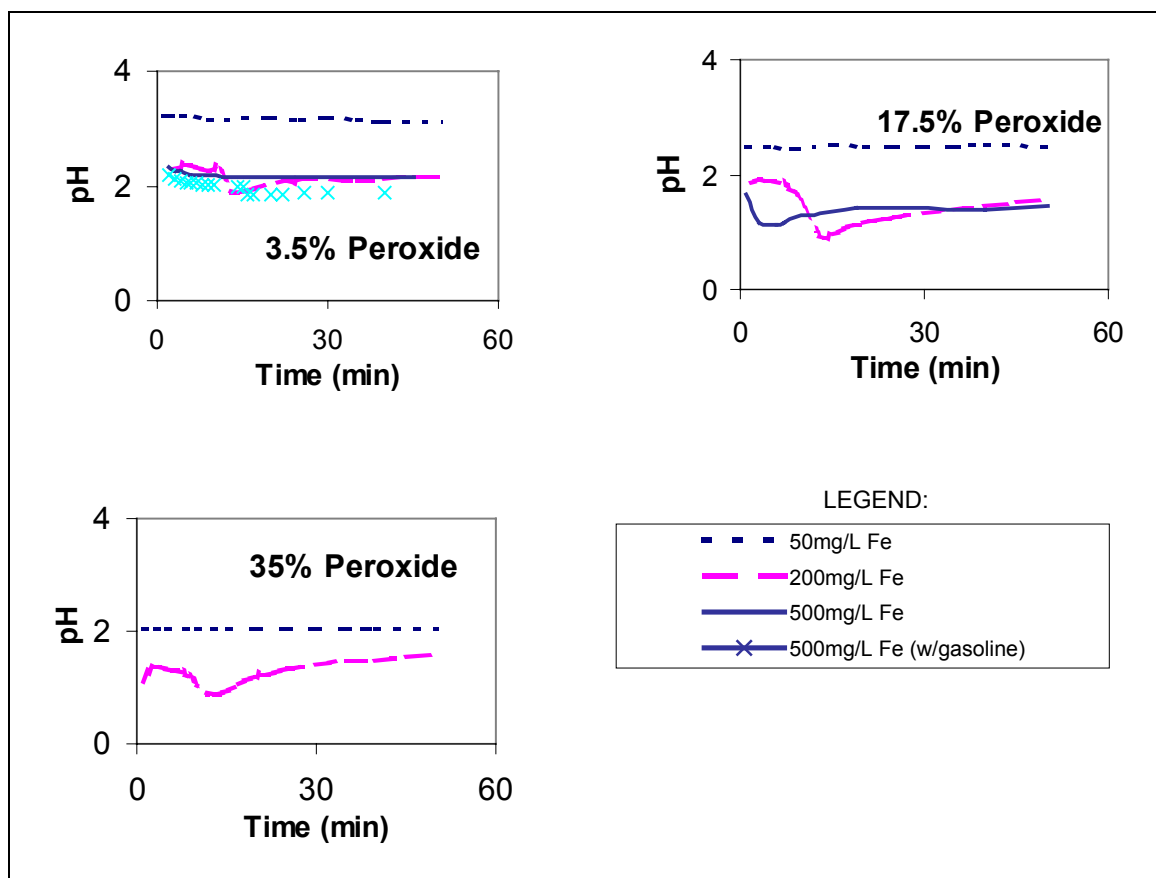 4
2
0
pH
3.5% Peroxide
0 30 60
Time (min)
4
2
0
pH
17.5% Peroxide
0 30 60
Time (min)
4
2
0
pH
35% Peroxide
0 30 60
Time (min)
LEGEND:
50mg/L Fe
200mg/L Fe
500mg/L Fe
500mg/L Fe (w/gasoline)